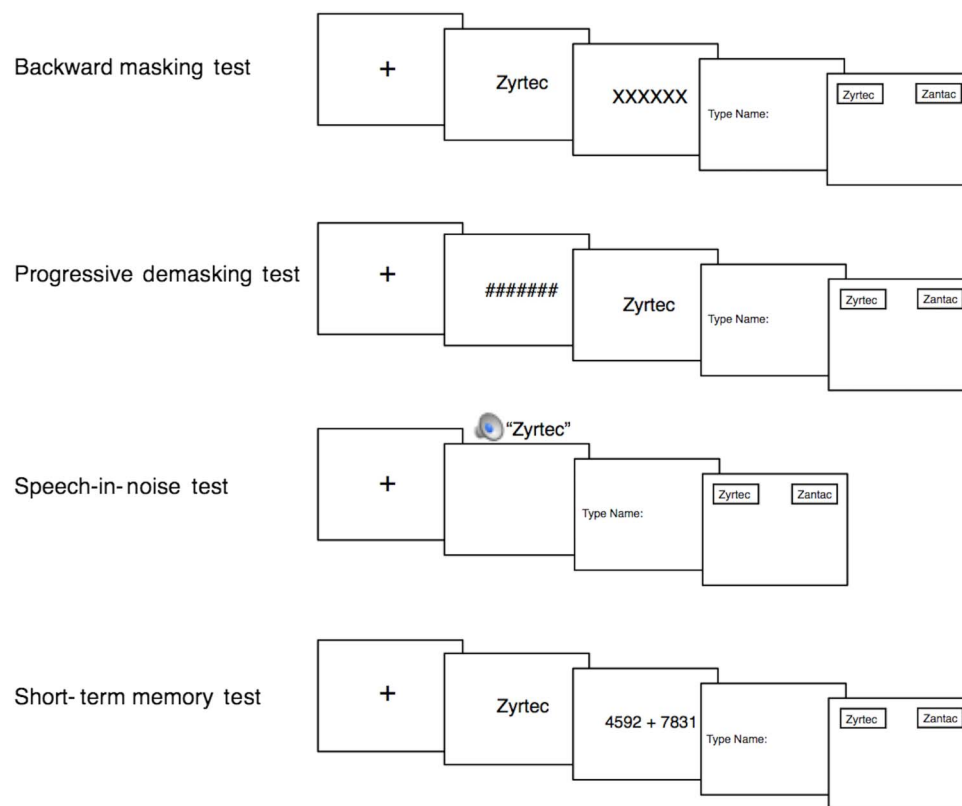 Backward masking test
+
Zyrtec
XXXXXX
Type Name:
Zyrtec
Zantac
Progressive demasking test
+
#######
Zyrtec
Type Name:
Zyrtec
Zantac
Speech-in-noise test
+
“Zyrtec”
Type Name:
Zyrtec
Zantac
Short-term memory test
+
Zyrtec
4592 + 7831
Type Name:
Zyrtec
Zantac